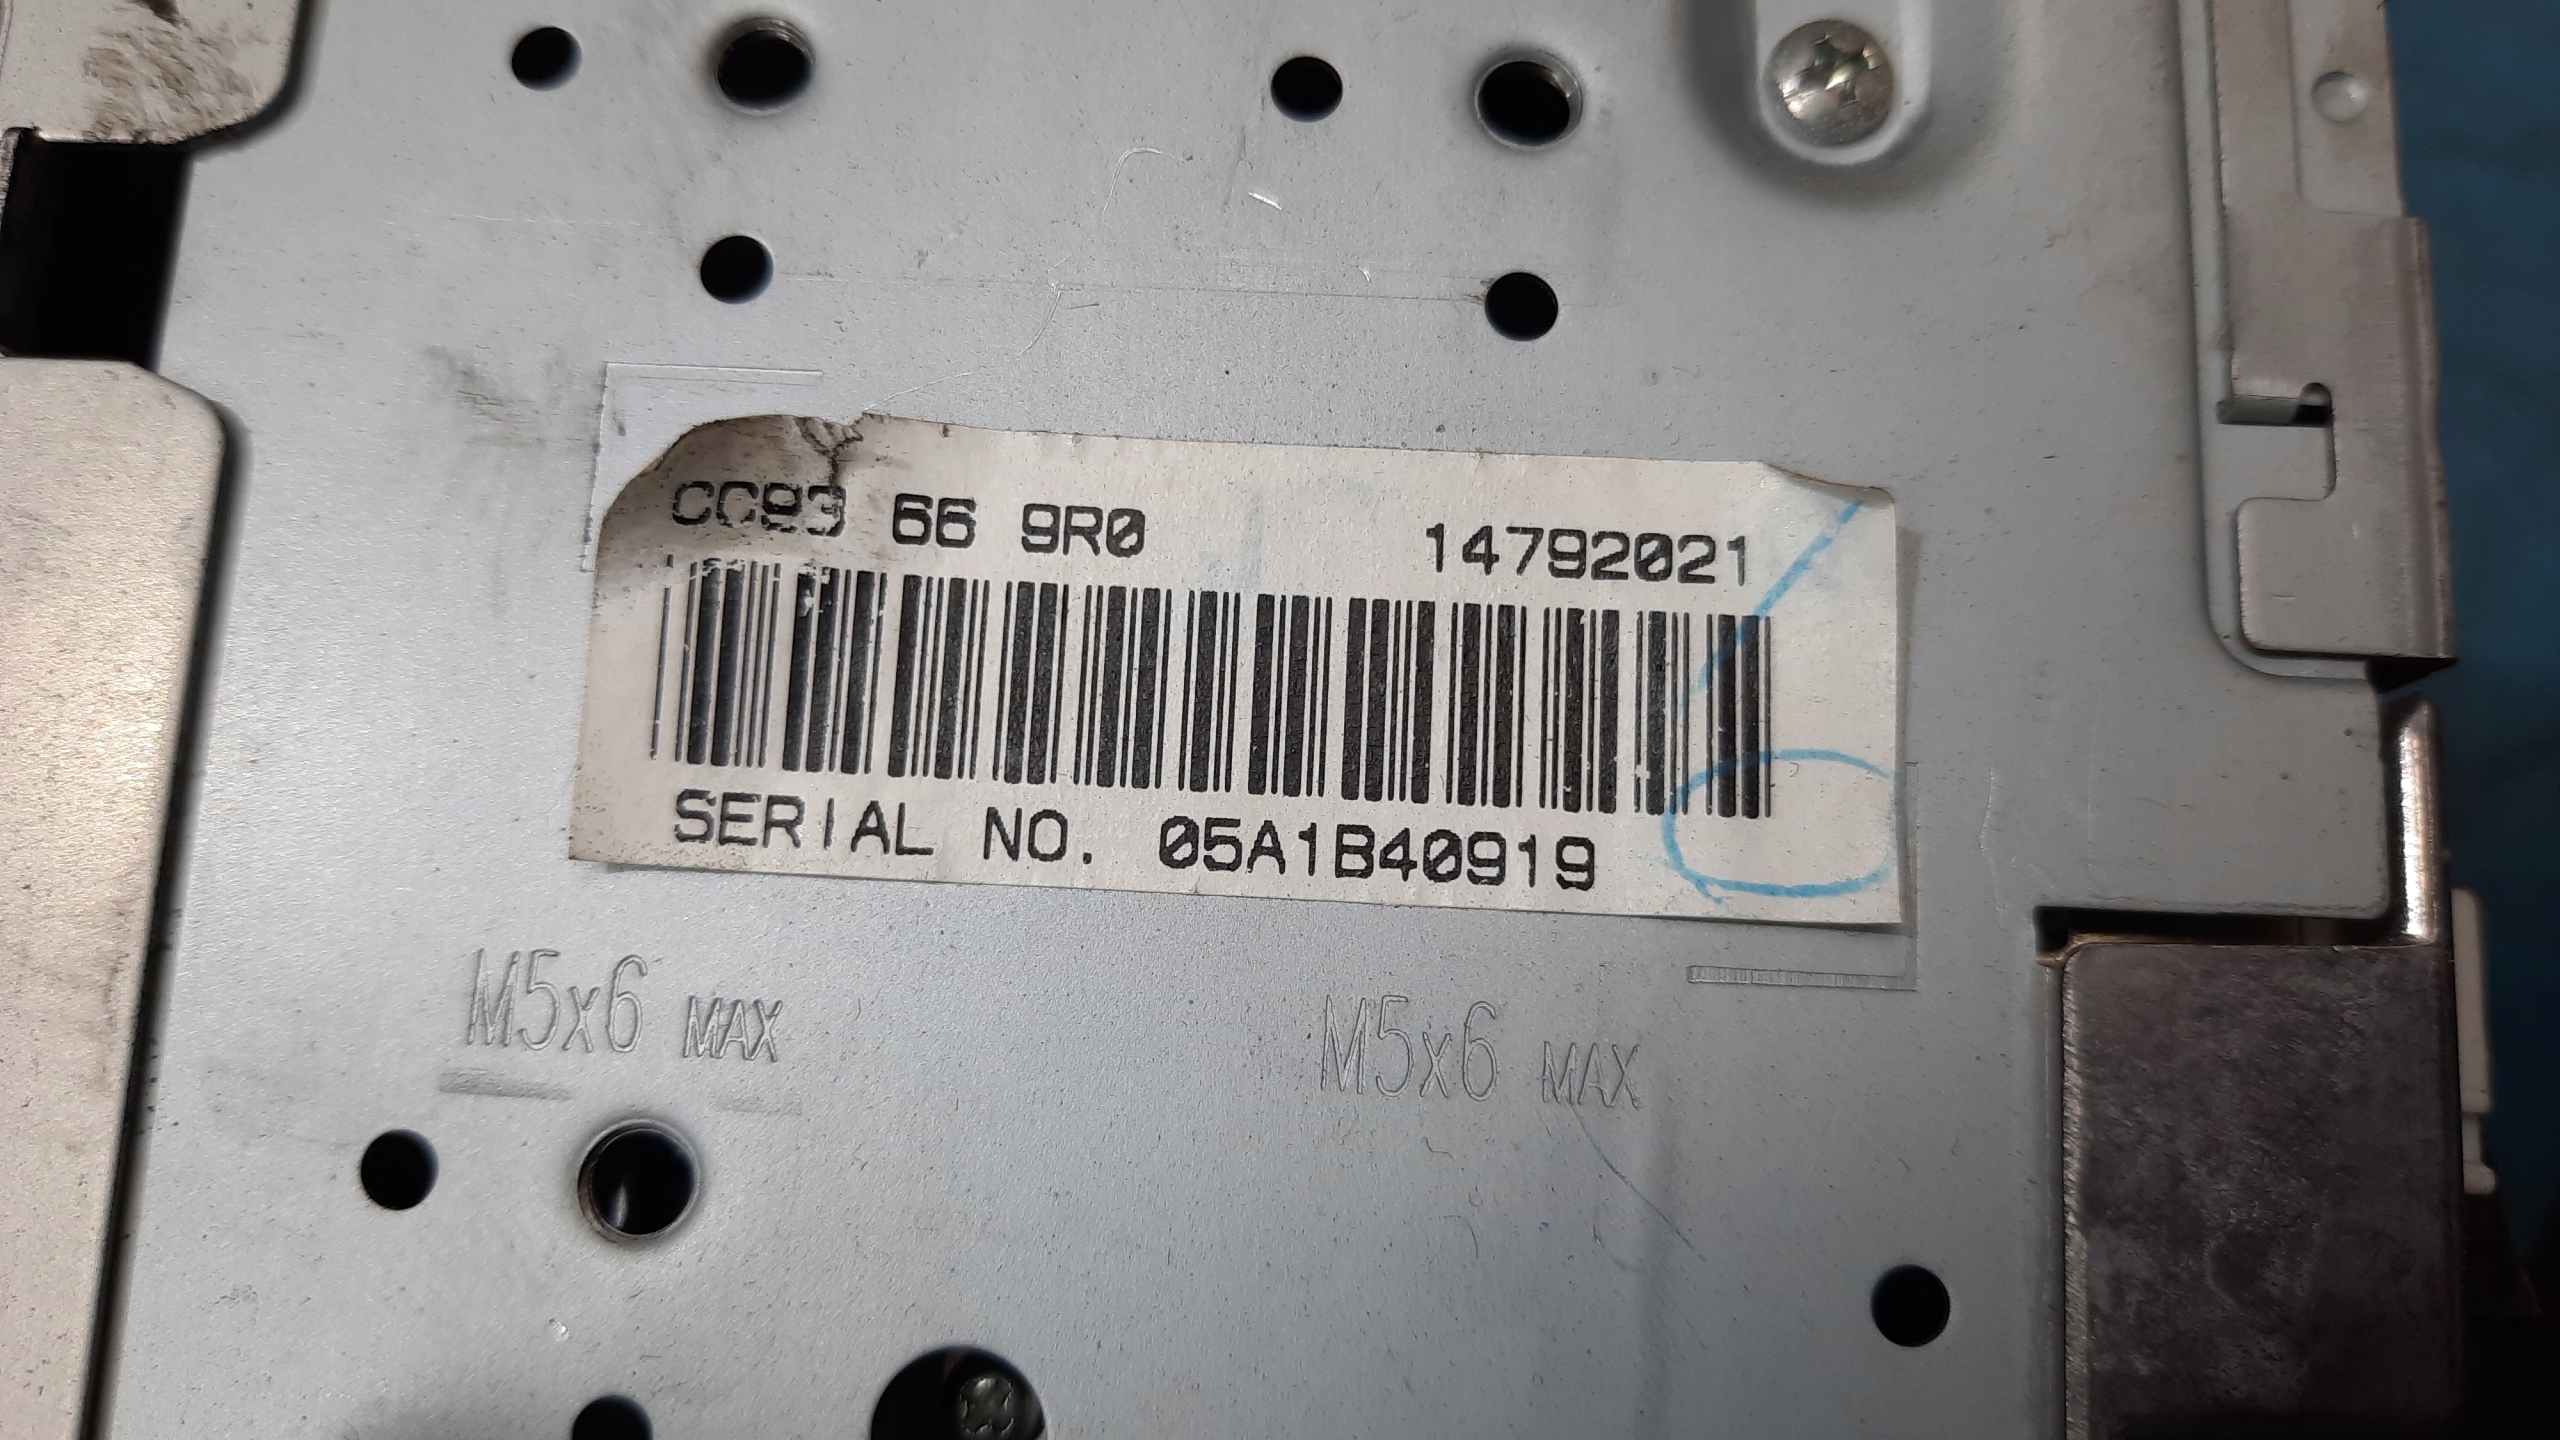 CC93 66 9R0 14792021
SERIAL NO. 05A1B40919
M5x6 MAX M5x6 MAX